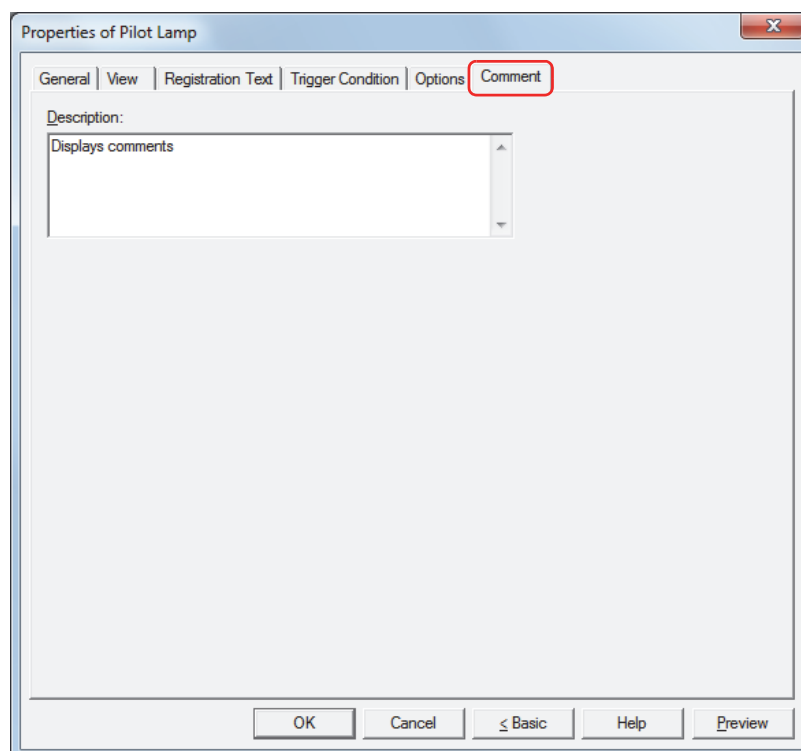 Properties of Pilot Lamp
General View Registration Text Trigger Condition Options Comment
Description:
Displays comments
OK Cancel < Basic Help Preview